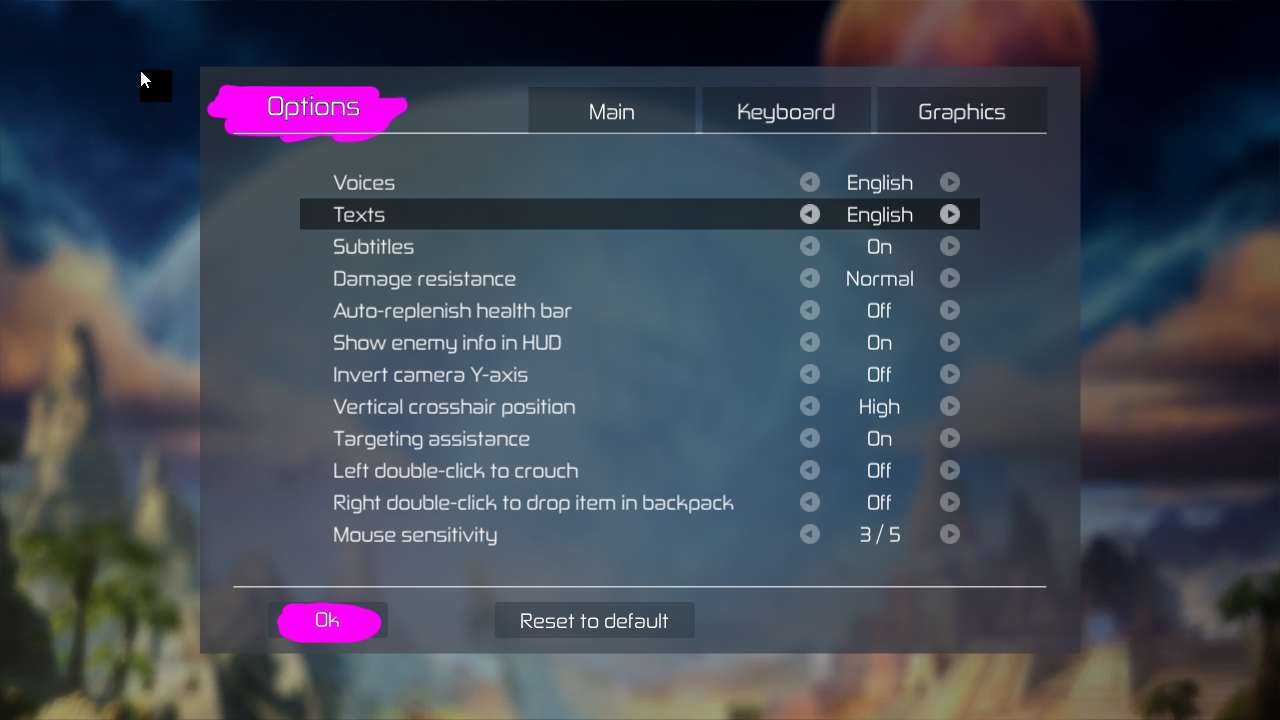 Options Main Keyboard Graphics
Voices English
Texts English
Subtitles On
Damage resistance Normal
Auto-replenish health bar Off
Show enemy info in HUD On
Invert camera Y-axis Off
Vertical crosshair position High
Targeting assistance On
Left double-click to crouch Off
Right double-click to drop item in backpack Off
Mouse sensitivity 3 / 5
Ok Reset to default